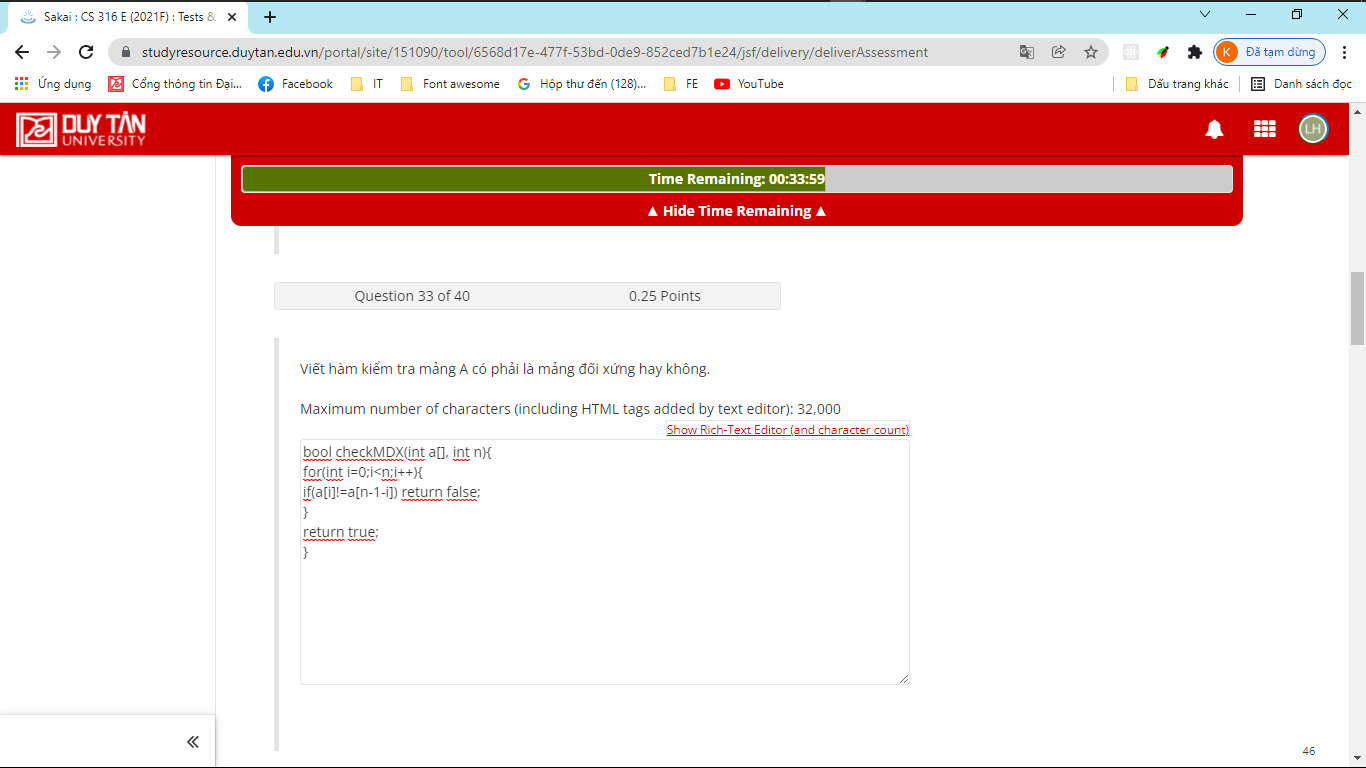 Sakai : CS 316 E (2021F) : Tests &
studyresource.duytan.edu.vn/portal/site/151090/tool/6568d17e-477f-53bd-0de9-852ced7b1e24/jsf/delivery/deliverAssessment
K Đã tạm dừng
Ứng dụng Cổng thông tin Đại... Facebook IT Font awesome Hộp thư đến (128)... FE YouTube Dấu trang khác Danh sách đọc
DUY TÂN
UNIVERSITY
LH
Time Remaining: 00:33:59
▲ Hide Time Remaining ▲
Question 33 of 40 0.25 Points
Viết hàm kiểm tra mảng A có phải là mảng đối xứng hay không.
Maximum number of characters (including HTML tags added by text editor): 32,000
Show Rich-Text Editor (and character count)
bool checkMDX(int a[], int n){
for(int i=0;i<n;i++){
if(a[i]!=a[n-1-i]) return false;
}
return true;
}
46